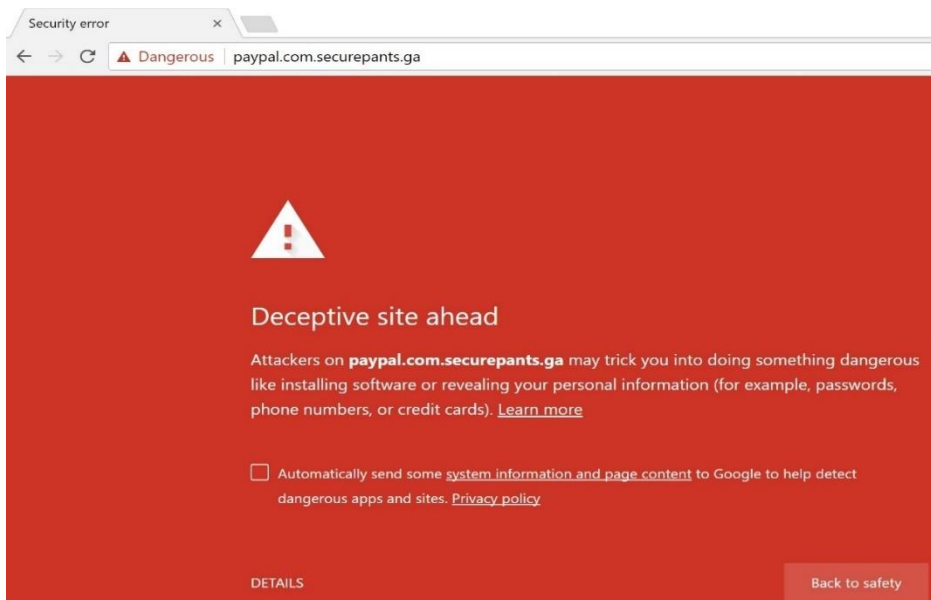 Security error
Dangerous paypal.com.securepants.ga
Deceptive site ahead
Attackers on paypal.com.securepants.ga may trick you into doing something dangerous
like installing software or revealing your personal information (for example, passwords,
phone numbers, or credit cards). Learn more
Automatically send some system information and page content to Google to help detect
dangerous apps and sites. Privacy policy
DETAILS
Back to safety